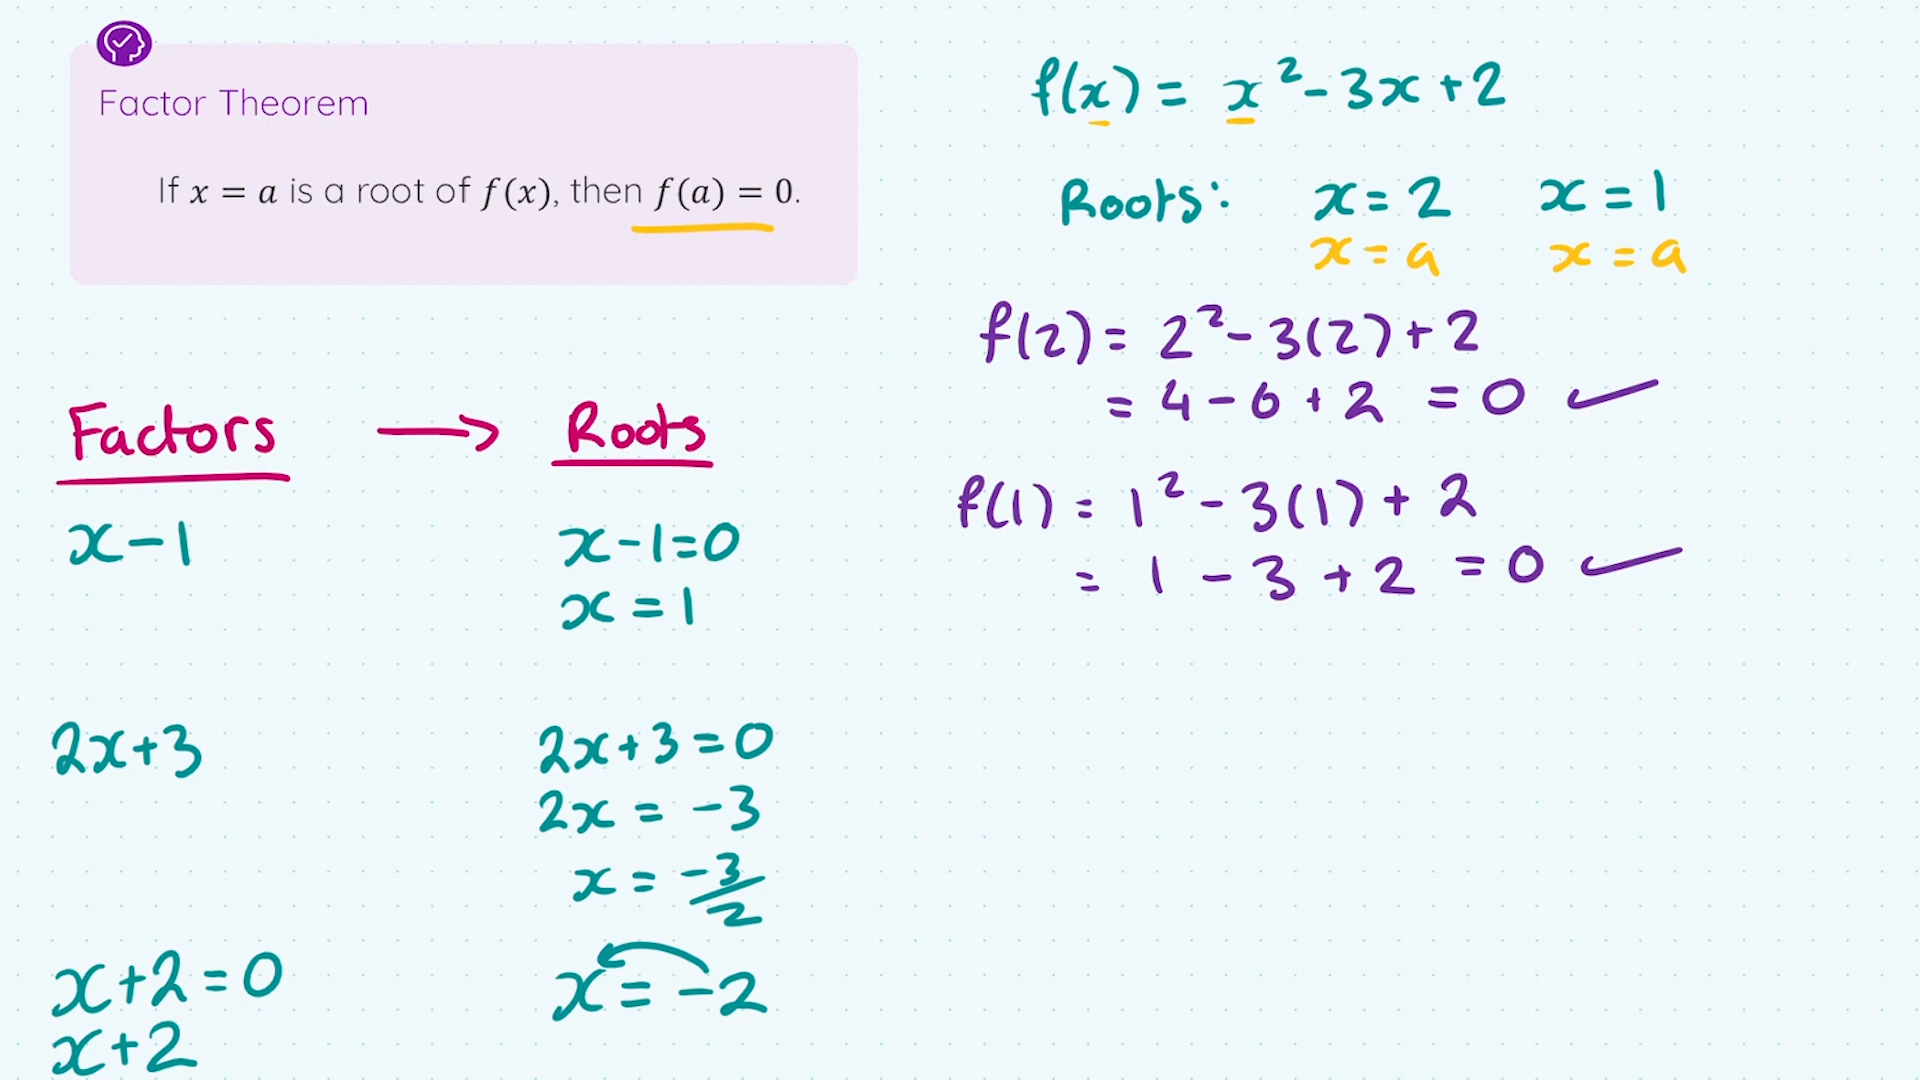 Factor Theorem
If x = a is a root of f(x), then f(a) = 0.
Factors → Roots
x-1
x-1=0
x=1
2x+3
2x+3=0
2x = -3
x = -3/2
x+2=0
x = -2
x+2
f(x) = x²-3x+2
Roots: x=2 x=1
x=a x=a
f(2) = 2²-3(2)+2
= 4-6+2 = 0 ✓
f(1) = 1²-3(1)+2
= 1-3+2 = 0 ✓